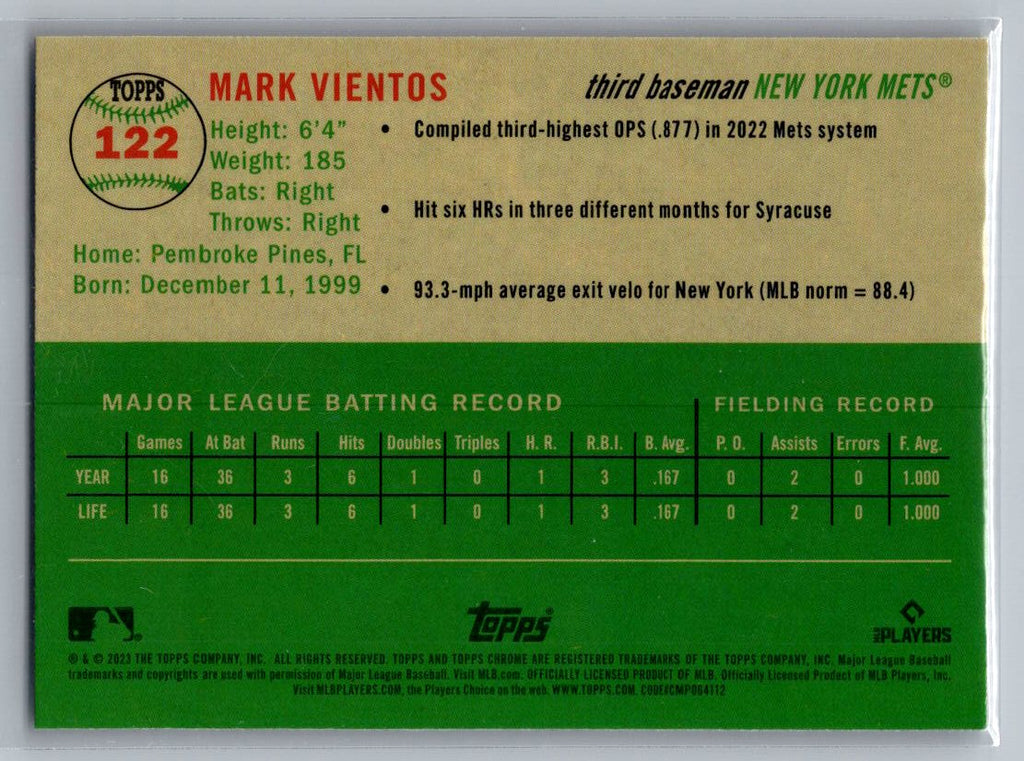 TOPPS
122
MARK VIENTOS
third baseman NEW YORK METS®
Height: 6'4"
Weight: 185
Bats: Right
Throws: Right
Home: Pembroke Pines, FL
Born: December 11, 1999
• Compiled third-highest OPS (.877) in 2022 Mets system
• Hit six HRs in three different months for Syracuse
• 93.3-mph average exit velo for New York (MLB norm = 88.4)
MAJOR LEAGUE BATTING RECORD FIELDING RECORD
Games At Bat Runs Hits Doubles Triples H. R. R.B.I. B. Avg. P. O. Assists Errors F. Avg.
YEAR 16 36 3 6 1 0 1 3 .167 0 2 0 1.000
LIFE 16 36 3 6 1 0 1 3 .167 0 2 0 1.000
Topps®
PLAYERS
® & © 2023 THE TOPPS COMPANY, INC. ALL RIGHTS RESERVED. TOPPS AND TOPPS CHROME ARE REGISTERED TRADEMARKS OF THE TOPPS COMPANY, INC. Major League Baseball
trademarks and copyrights are used with permission of Major League Baseball. Visit MLB.com. OFFICIALLY LICENSED PRODUCT OF MLB. Officially Licensed Product of MLB Players, Inc.
Visit MLBPLAYERS.com, the Players Choice on the web. WWW.TOPPS.COM. CODE#CMP064112